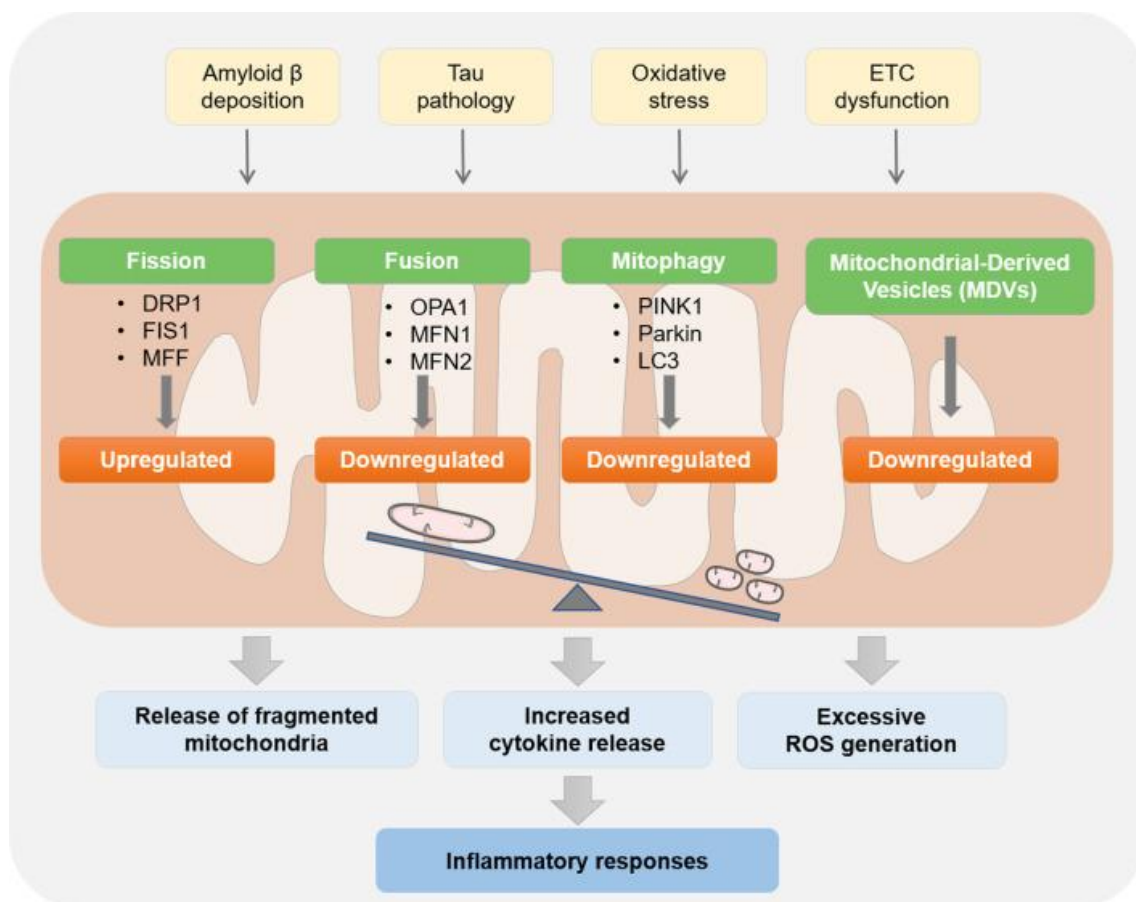 Amyloid β
deposition
Tau
pathology
Oxidative
stress
ETC
dysfunction
Fission
• DRP1
• FIS1
• MFF
Upregulated
Fusion
• OPA1
• MFN1
• MFN2
Downregulated
Mitophagy
• PINK1
• Parkin
• LC3
Downregulated
Mitochondrial-Derived
Vesicles (MDVs)
Downregulated
Release of fragmented
mitochondria
Increased
cytokine release
Excessive
ROS generation
Inflammatory responses